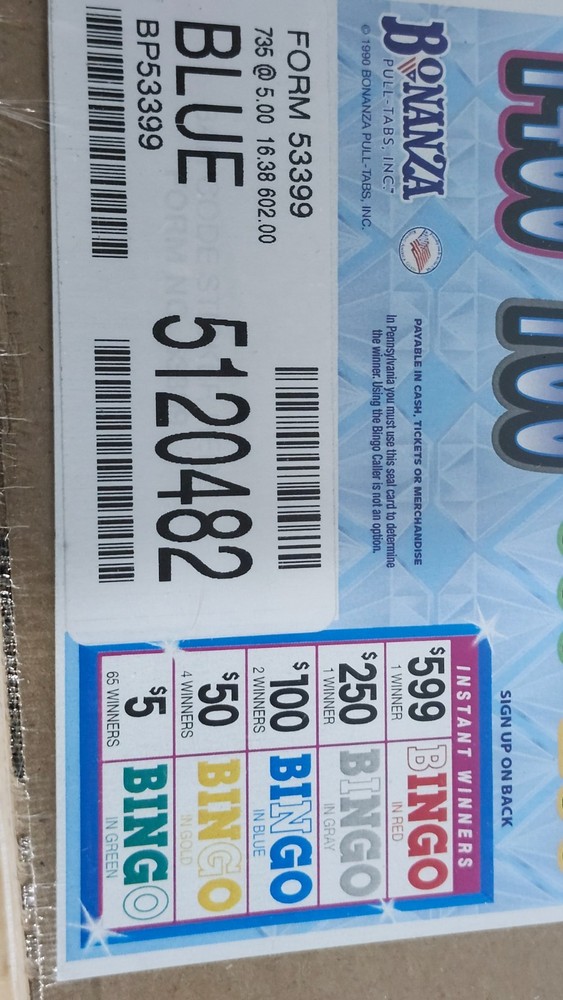 BONANZA
PULL-TABS, INC.™
© 1990 BONANZA PULL-TABS, INC.
PAYABLE IN CASH, TICKETS OR MERCHANDISE
In Pennsylvania you must use this seal card to determine
the winner. Using the Bingo Caller is not an option.
FORM 53399
735 @ 5.00 16.38 602.00
BLUE 5120482
BP53399
SIGN UP ON BACK
INSTANT WINNERS
$599 BINGO
1 WINNER IN RED
$250 BINGO
1 WINNER IN GRAY
$100 BINGO
2 WINNERS IN BLUE
$50 BINGO
4 WINNERS IN GOLD
$5 BINGO
65 WINNERS IN GREEN